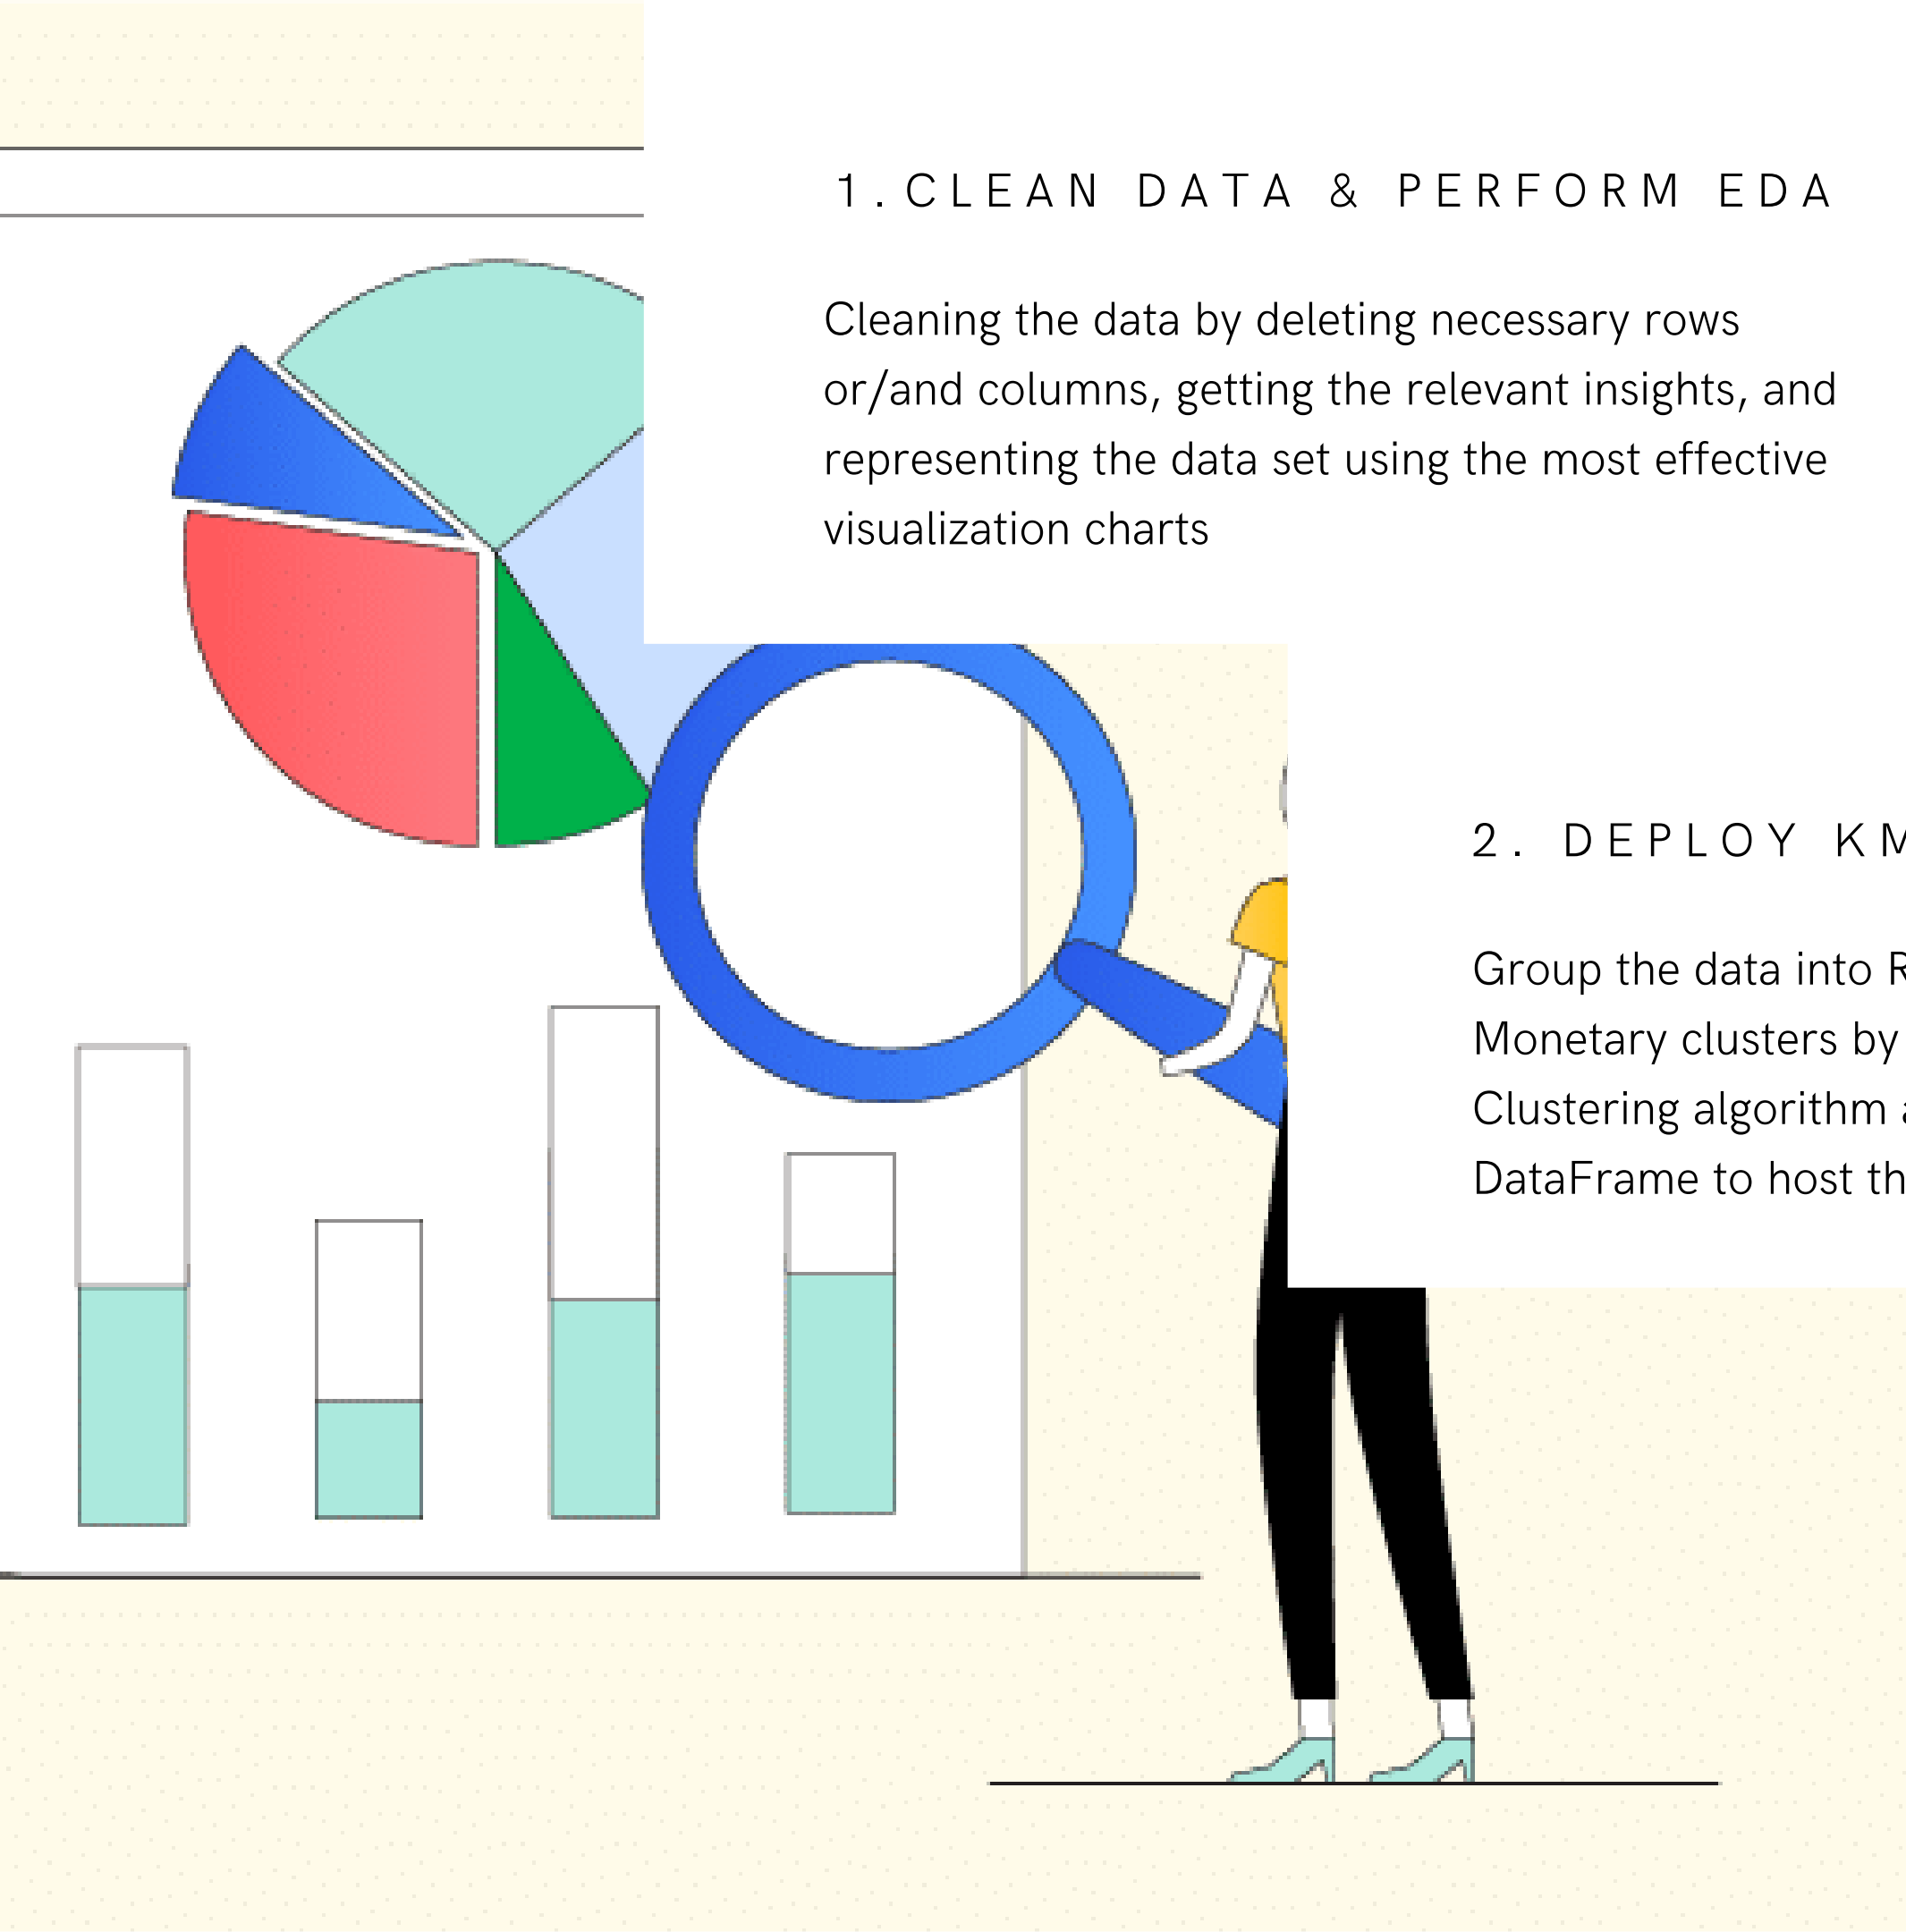 1. CLEAN DATA & PERFORM EDA
Cleaning the data by deleting necessary rows
or/and columns, getting the relevant insights, and
representing the data set using the most effective
visualization charts
2. DEPLOY
Group the data into
Monetary clusters by
Clustering algorithm
DataFrame to host